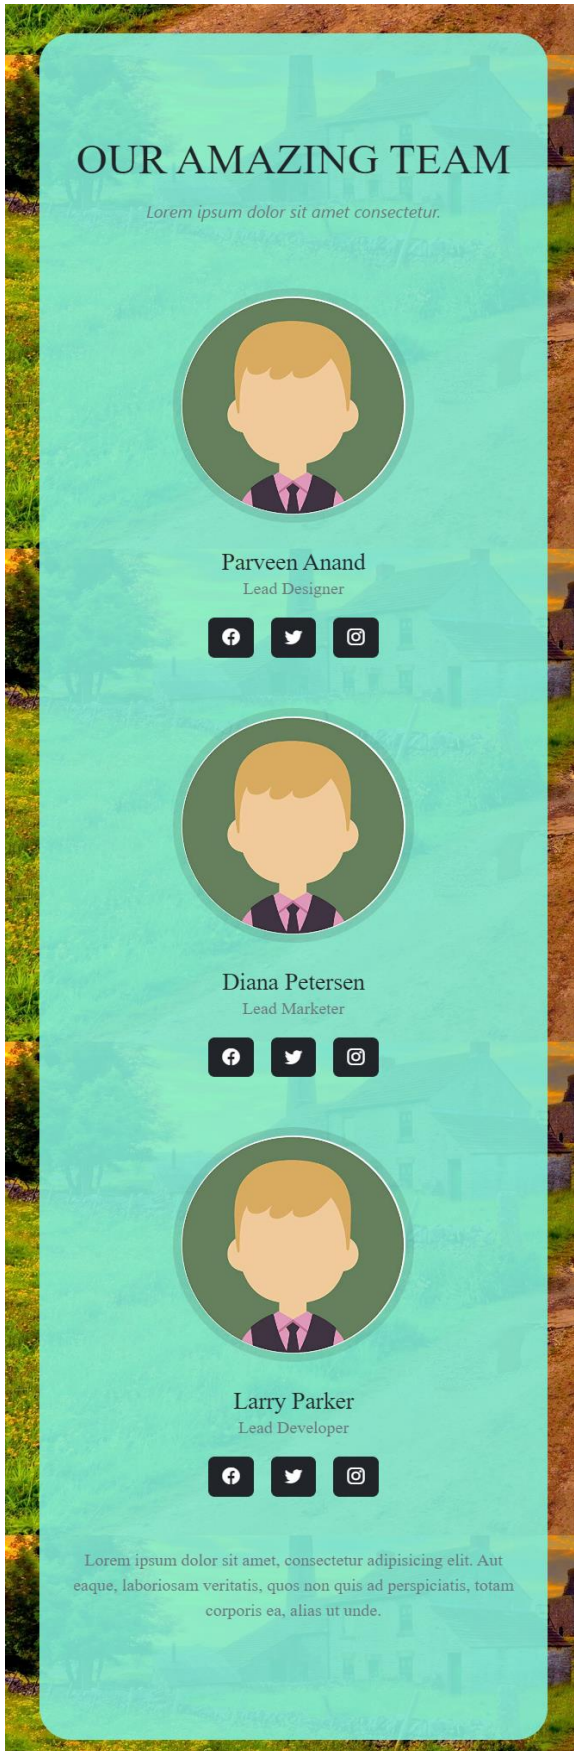 OUR AMAZING TEAM
Lorem ipsum dolor sit amet consectetur.
Parveen Anand
Lead Designer
Diana Petersen
Lead Marketer
Larry Parker
Lead Developer
Lorem ipsum dolor sit amet, consectetur adipisicing elit. Aut
eaque, laboriosam veritatis, quos non quis ad perspiciatis, totam
corporis ea, alias ut unde.